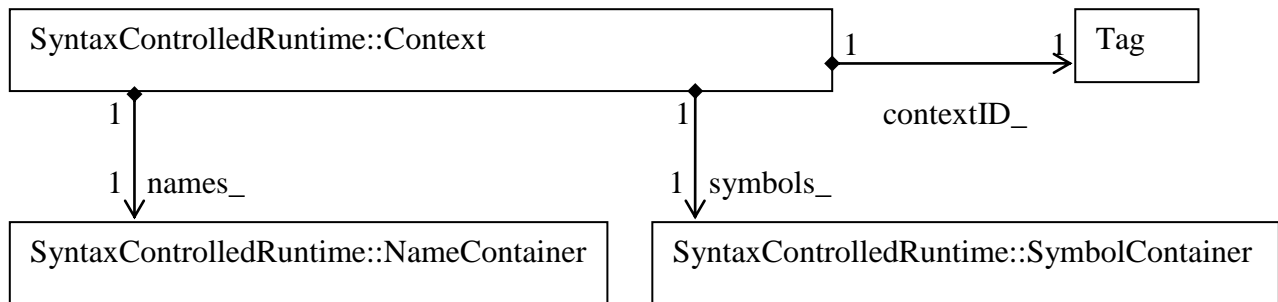 SyntaxControlledRuntime::Context
1 1 Tag
1 1 contextID_
1 names_ 1 symbols_
SyntaxControlledRuntime::NameContainer SyntaxControlledRuntime::SymbolContainer